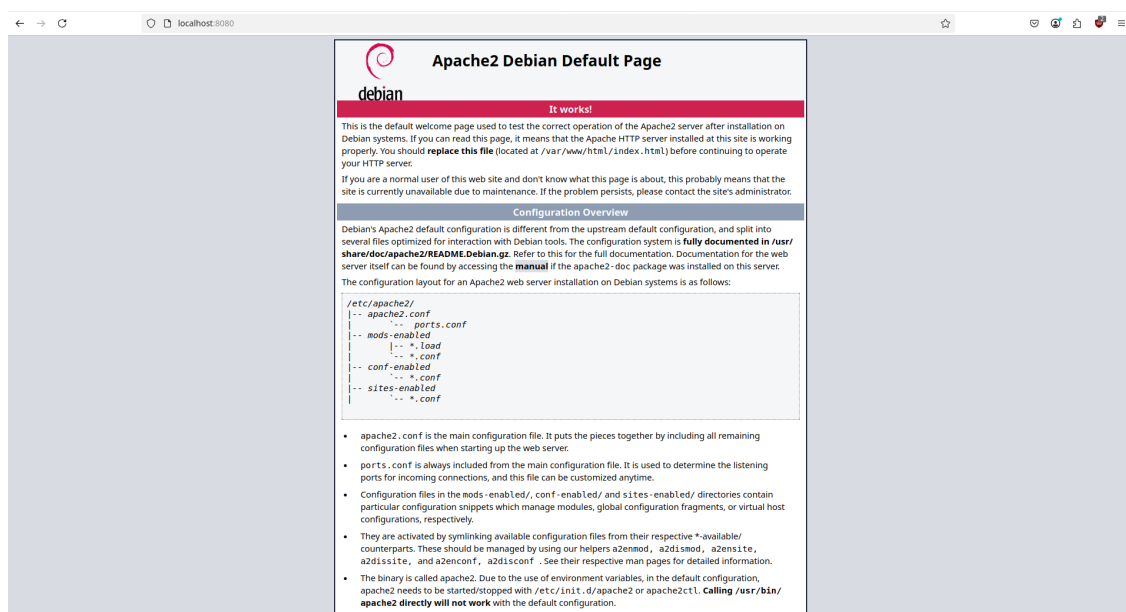 localhost:8080
debian
Apache2 Debian Default Page
It works!
This is the default welcome page used to test the correct operation of the Apache2 server after installation on
Debian systems. If you can read this page, it means that the Apache HTTP server installed at this site is working
properly. You should replace this file (located at /var/www/html/index.html) before continuing to operate
your HTTP server.
If you are a normal user of this web site and don't know what this page is about, this probably means that the
site is currently unavailable due to maintenance. If the problem persists, please contact the site's administrator.
Configuration Overview
Debian's Apache2 default configuration is different from the upstream default configuration, and split into
several files optimized for interaction with Debian tools. The configuration system is fully documented in /usr/
share/doc/apache2/README.Debian.gz. Refer to this for the full documentation. Documentation for the web
server itself can be found by accessing the manual if the apache2-doc package was installed on this server.
The configuration layout for an Apache2 web server installation on Debian systems is as follows:
/etc/apache2/
|-- apache2.conf
|       `--  ports.conf
|-- mods-enabled
|       |-- *.load
|       `-- *.conf
|-- conf-enabled
|       `-- *.conf
|-- sites-enabled
|       `-- *.conf
• apache2.conf is the main configuration file. It puts the pieces together by including all remaining
configuration files when starting up the web server.
• ports.conf is always included from the main configuration file. It is used to determine the listening
ports for incoming connections, and this file can be customized anytime.
• Configuration files in the mods-enabled/, conf-enabled/ and sites-enabled/ directories contain
particular configuration snippets which manage modules, global configuration fragments, or virtual host
configurations, respectively.
• They are activated by symlinking available configuration files from their respective *-available/
counterparts. These should be managed by using our helpers a2enmod, a2dismod, a2ensite,
a2dissite, and a2enconf, a2disconf . See their respective man pages for detailed information.
• The binary is called apache2. Due to the use of environment variables, in the default configuration,
apache2 needs to be started/stopped with /etc/init.d/apache2 or apache2ctl. Calling /usr/bin/
apache2 directly will not work with the default configuration.